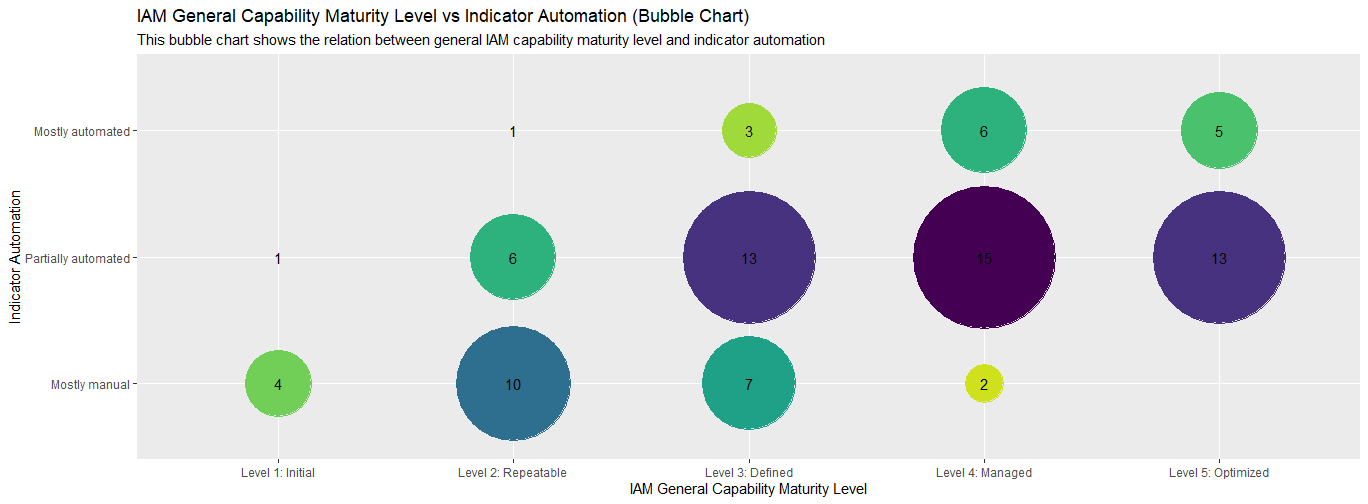 IAM General Capability Maturity Level vs Indicator Automation (Bubble Chart)
This bubble chart shows the relation between general IAM capability maturity level and indicator automation
Indicator Automation
Mostly automated
1
3
6
5
Partially automated
1
6
13
15
13
Mostly manual
4
10
7
2
Level 1: Initial
Level 2: Repeatable
Level 3: Defined
Level 4: Managed
Level 5: Optimized
IAM General Capability Maturity Level